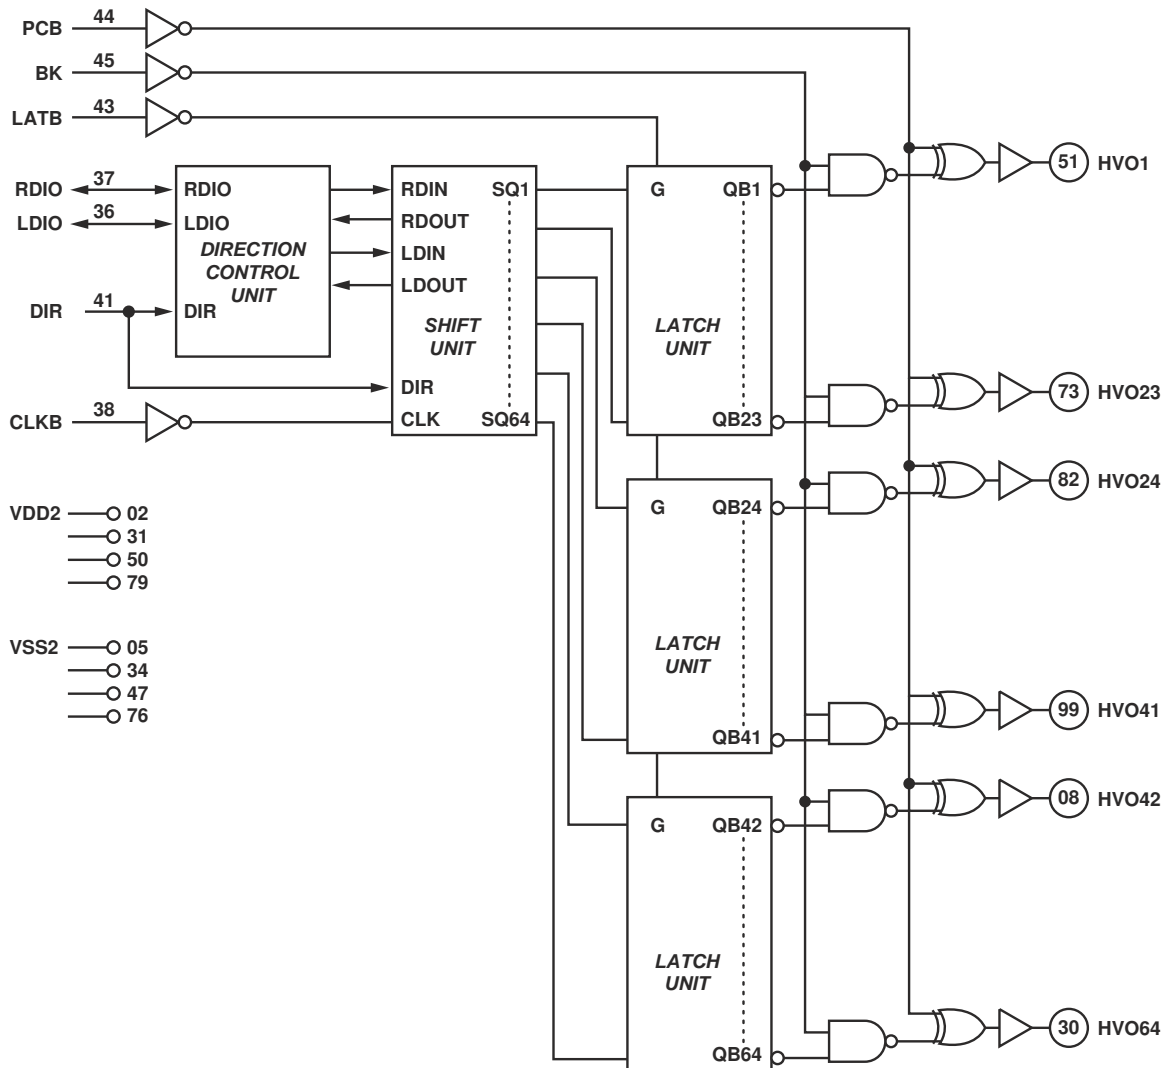 PCB 44
BK 45
LATB 43
RDIO 37
LDIO 36
DIR 41
CLKB 38
RDIO
LDIO
DIRECTION
CONTROL
UNIT
DIR
RDIN SQ1
RDOUT
LDIN
LDOUT
SHIFT
UNIT
DIR
CLK SQ64
G QB1
LATCH
UNIT
QB23
G QB24
LATCH
UNIT
QB41
G QB42
LATCH
UNIT
QB64
51 HVO1
73 HVO23
82 HVO24
99 HVO41
08 HVO42
30 HVO64
VDD2 02
31
50
79
VSS2 05
34
47
76